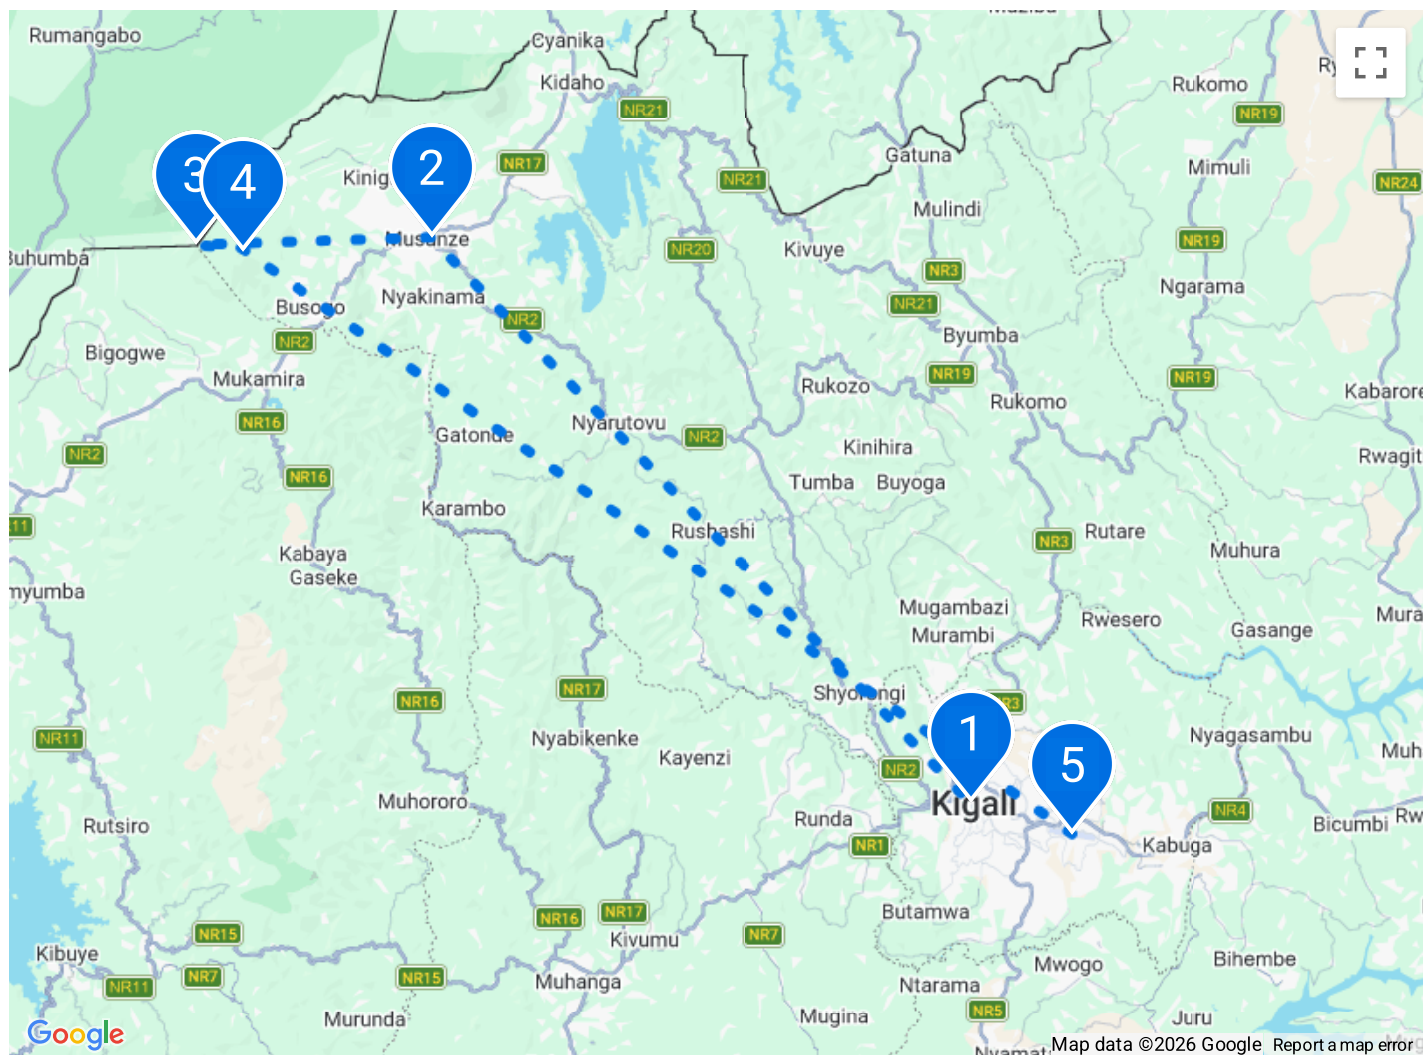 Rumangabo
Cyanika
Kidaho
Rukomo
NR21
NR19
Gatuna
Mimuli
NR17
Musanze
NR21
NR24
Mulindi
NR20
Kivuye
NR19
NR3
Ngarama
Busogo
Nyakinama
NR2
NR21
Byumba
NR2
Bigogwe
Mukamira
NR19
NR19
Rukozo
Rukomo
NR16
Nyarutovu
NR2
Gatonde
Kinihira
NR2
NR16
Tumba
Buyoga
Karambo
Rushashi
NR3
Rutare
Muhura
Kabaya
Gaseke
Mugambazi
Murambi
Rwesero
Gasange
NR17
Shyorongi
NR16
NR11
Nyabikenke
Kayenzi
Nyagasambu
NR2
Kigali
Muhororo
Rutsiro
Runda
NR4
Bicumbi
NR1
Kabuga
NR16
NR17
Butamwa
NR15
Kivumu
NR7
Kibuye
NR7
NR15
Muhanga
Mwogo
Bihembe
NR11
Ntarama
NR5
Murunda
Mugina
Juru
3
4
2
1
5
Google
Map data ©2026 Google
Report a map error